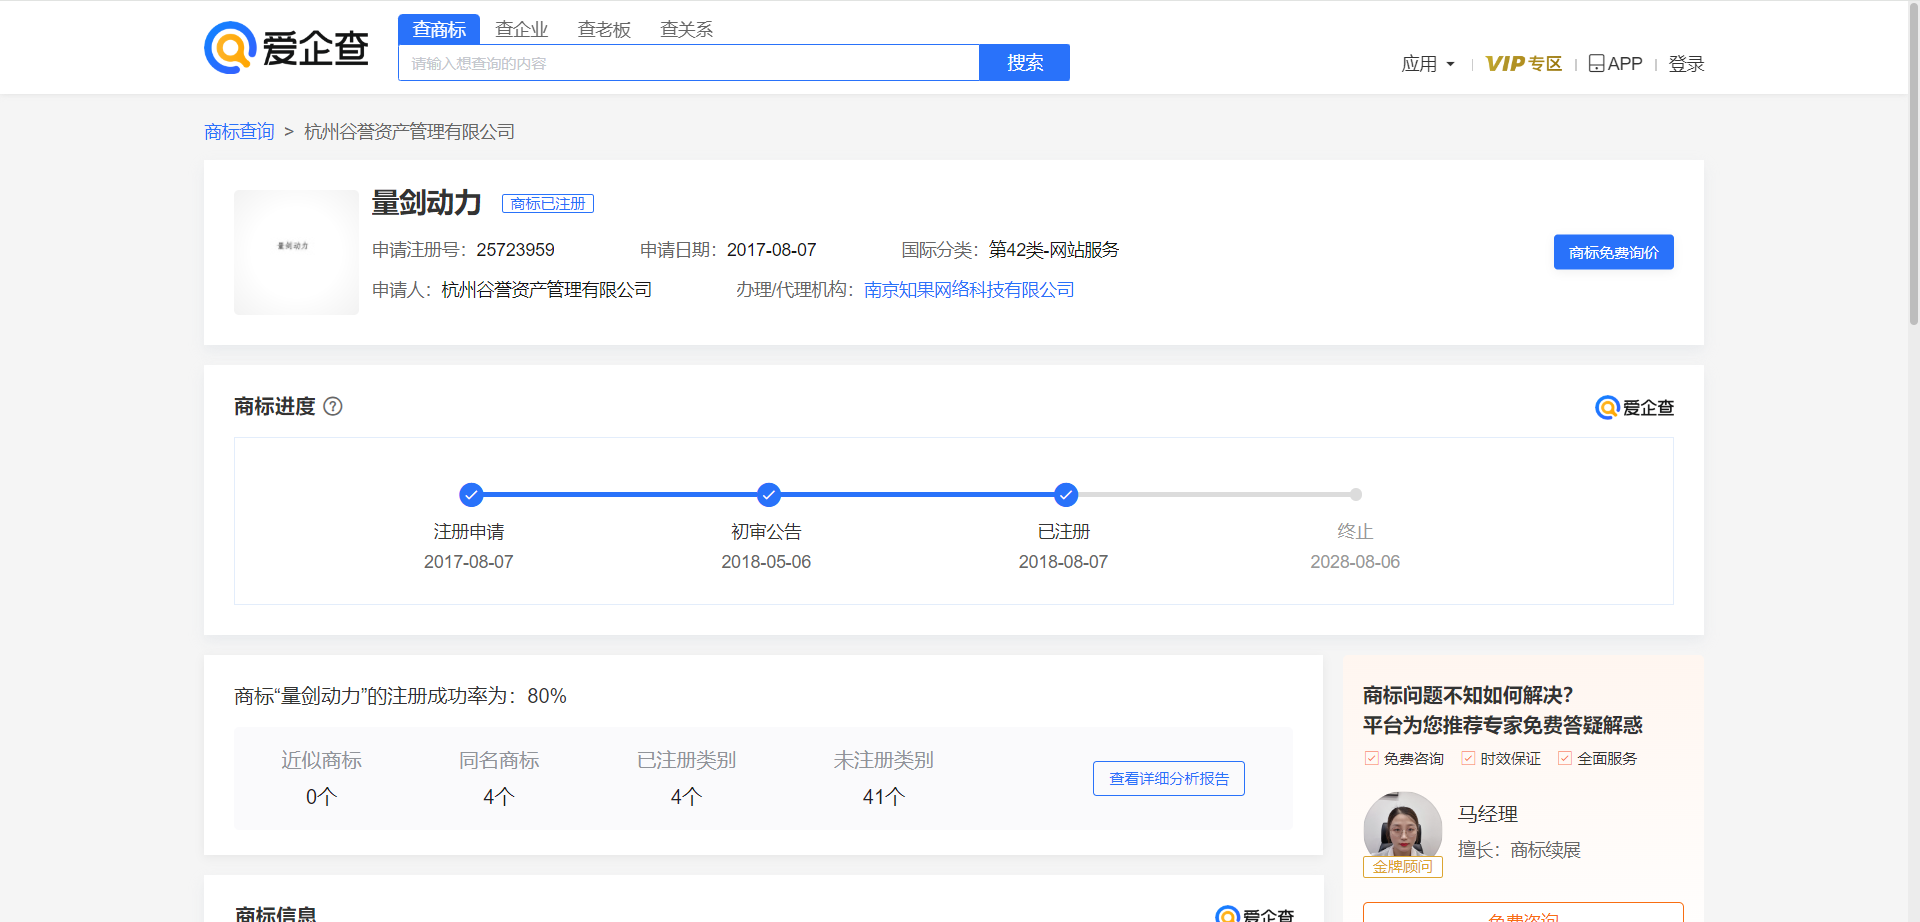 爱企查
查商标 查企业 查老板 查关系
请输入想查询的内容 搜索
应用 VIP专区 APP 登录
商标查询 > 杭州谷誉资产管理有限公司
量剑动力
量剑动力 商标已注册
申请注册号：25723959 申请日期：2017-08-07 国际分类：第42类-网站服务
申请人：杭州谷誉资产管理有限公司 办理/代理机构：南京知果网络科技有限公司
商标免费询价
商标进度 ?
爱企查
注册申请 初审公告 已注册 终止
2017-08-07 2018-05-06 2018-08-07 2028-08-06
商标“量剑动力”的注册成功率为：80%
近似商标 同名商标 已注册类别 未注册类别
0个 4个 4个 41个
查看详细分析报告
商标问题不知如何解决？
平台为您推荐专家免费答疑解惑
免费咨询 时效保证 全面服务
马经理
擅长：商标续展
金牌顾问
免费咨询
商标信息
爱企查